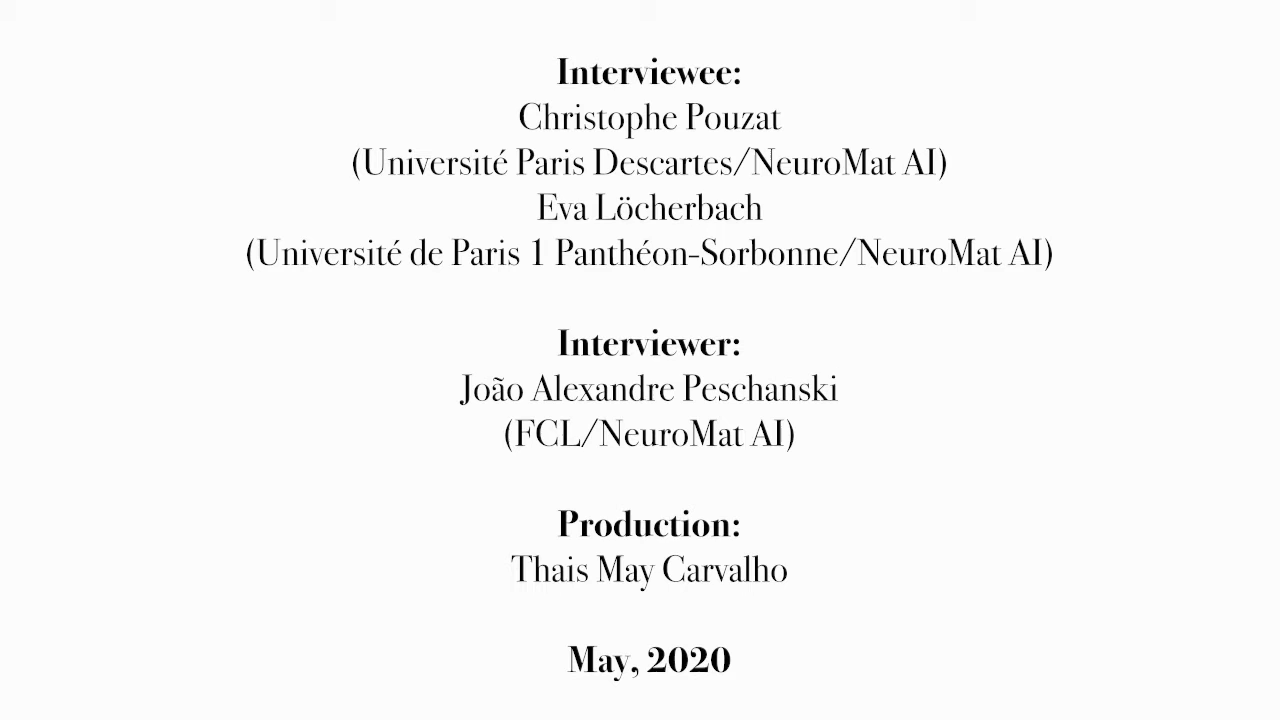 Interviewee:
Christophe Pouzat
(Université Paris Descartes/NeuroMat AI)
Eva Löcherbach
(Université de Paris 1 Panthéon-Sorbonne/NeuroMat AI)
Interviewer:
João Alexandre Peschanski
(FCL/NeuroMat AI)
Production:
Thais May Carvalho
May, 2020